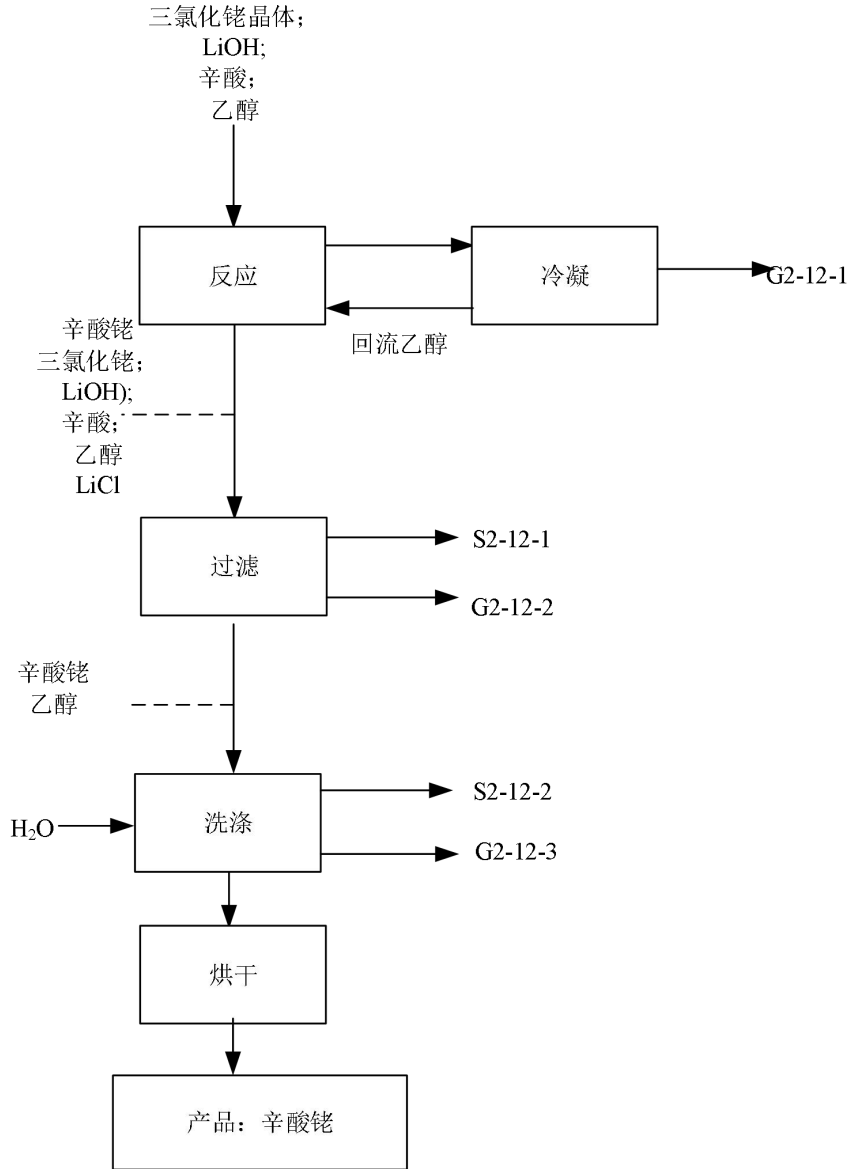 三氯化铑晶体；
LiOH;
辛酸；
乙醇
反应
冷凝
G2-12-1
回流乙醇
辛酸铑
三氯化铑；
LiOH);
辛酸；
乙醇
LiCl
过滤
S2-12-1
G2-12-2
辛酸铑
乙醇
H₂O
洗涤
S2-12-2
G2-12-3
烘干
产品：辛酸铑